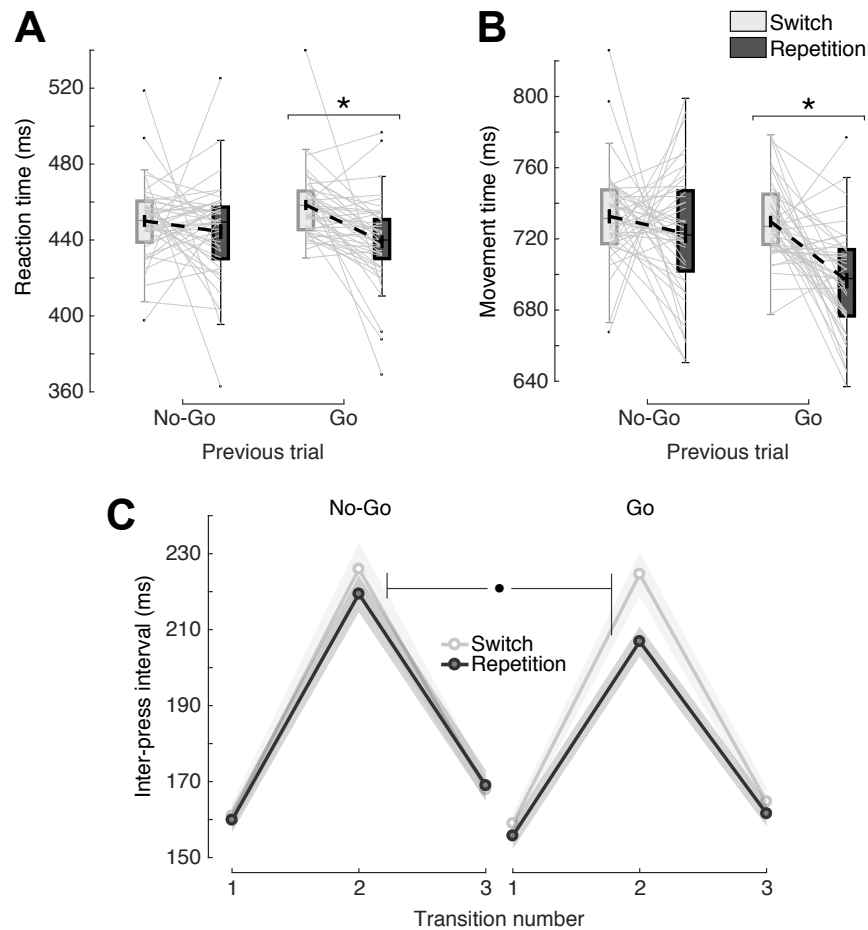 A
B
Switch
Repetition
Reaction time (ms)
520
480
440
400
360
*
No-Go
Go
Previous trial
Movement time (ms)
800
760
720
680
640
*
No-Go
Go
Previous trial
C
No-Go
Go
Inter-press interval (ms)
230
210
190
170
150
Switch
Repetition
1
2
3
1
2
3
Transition number